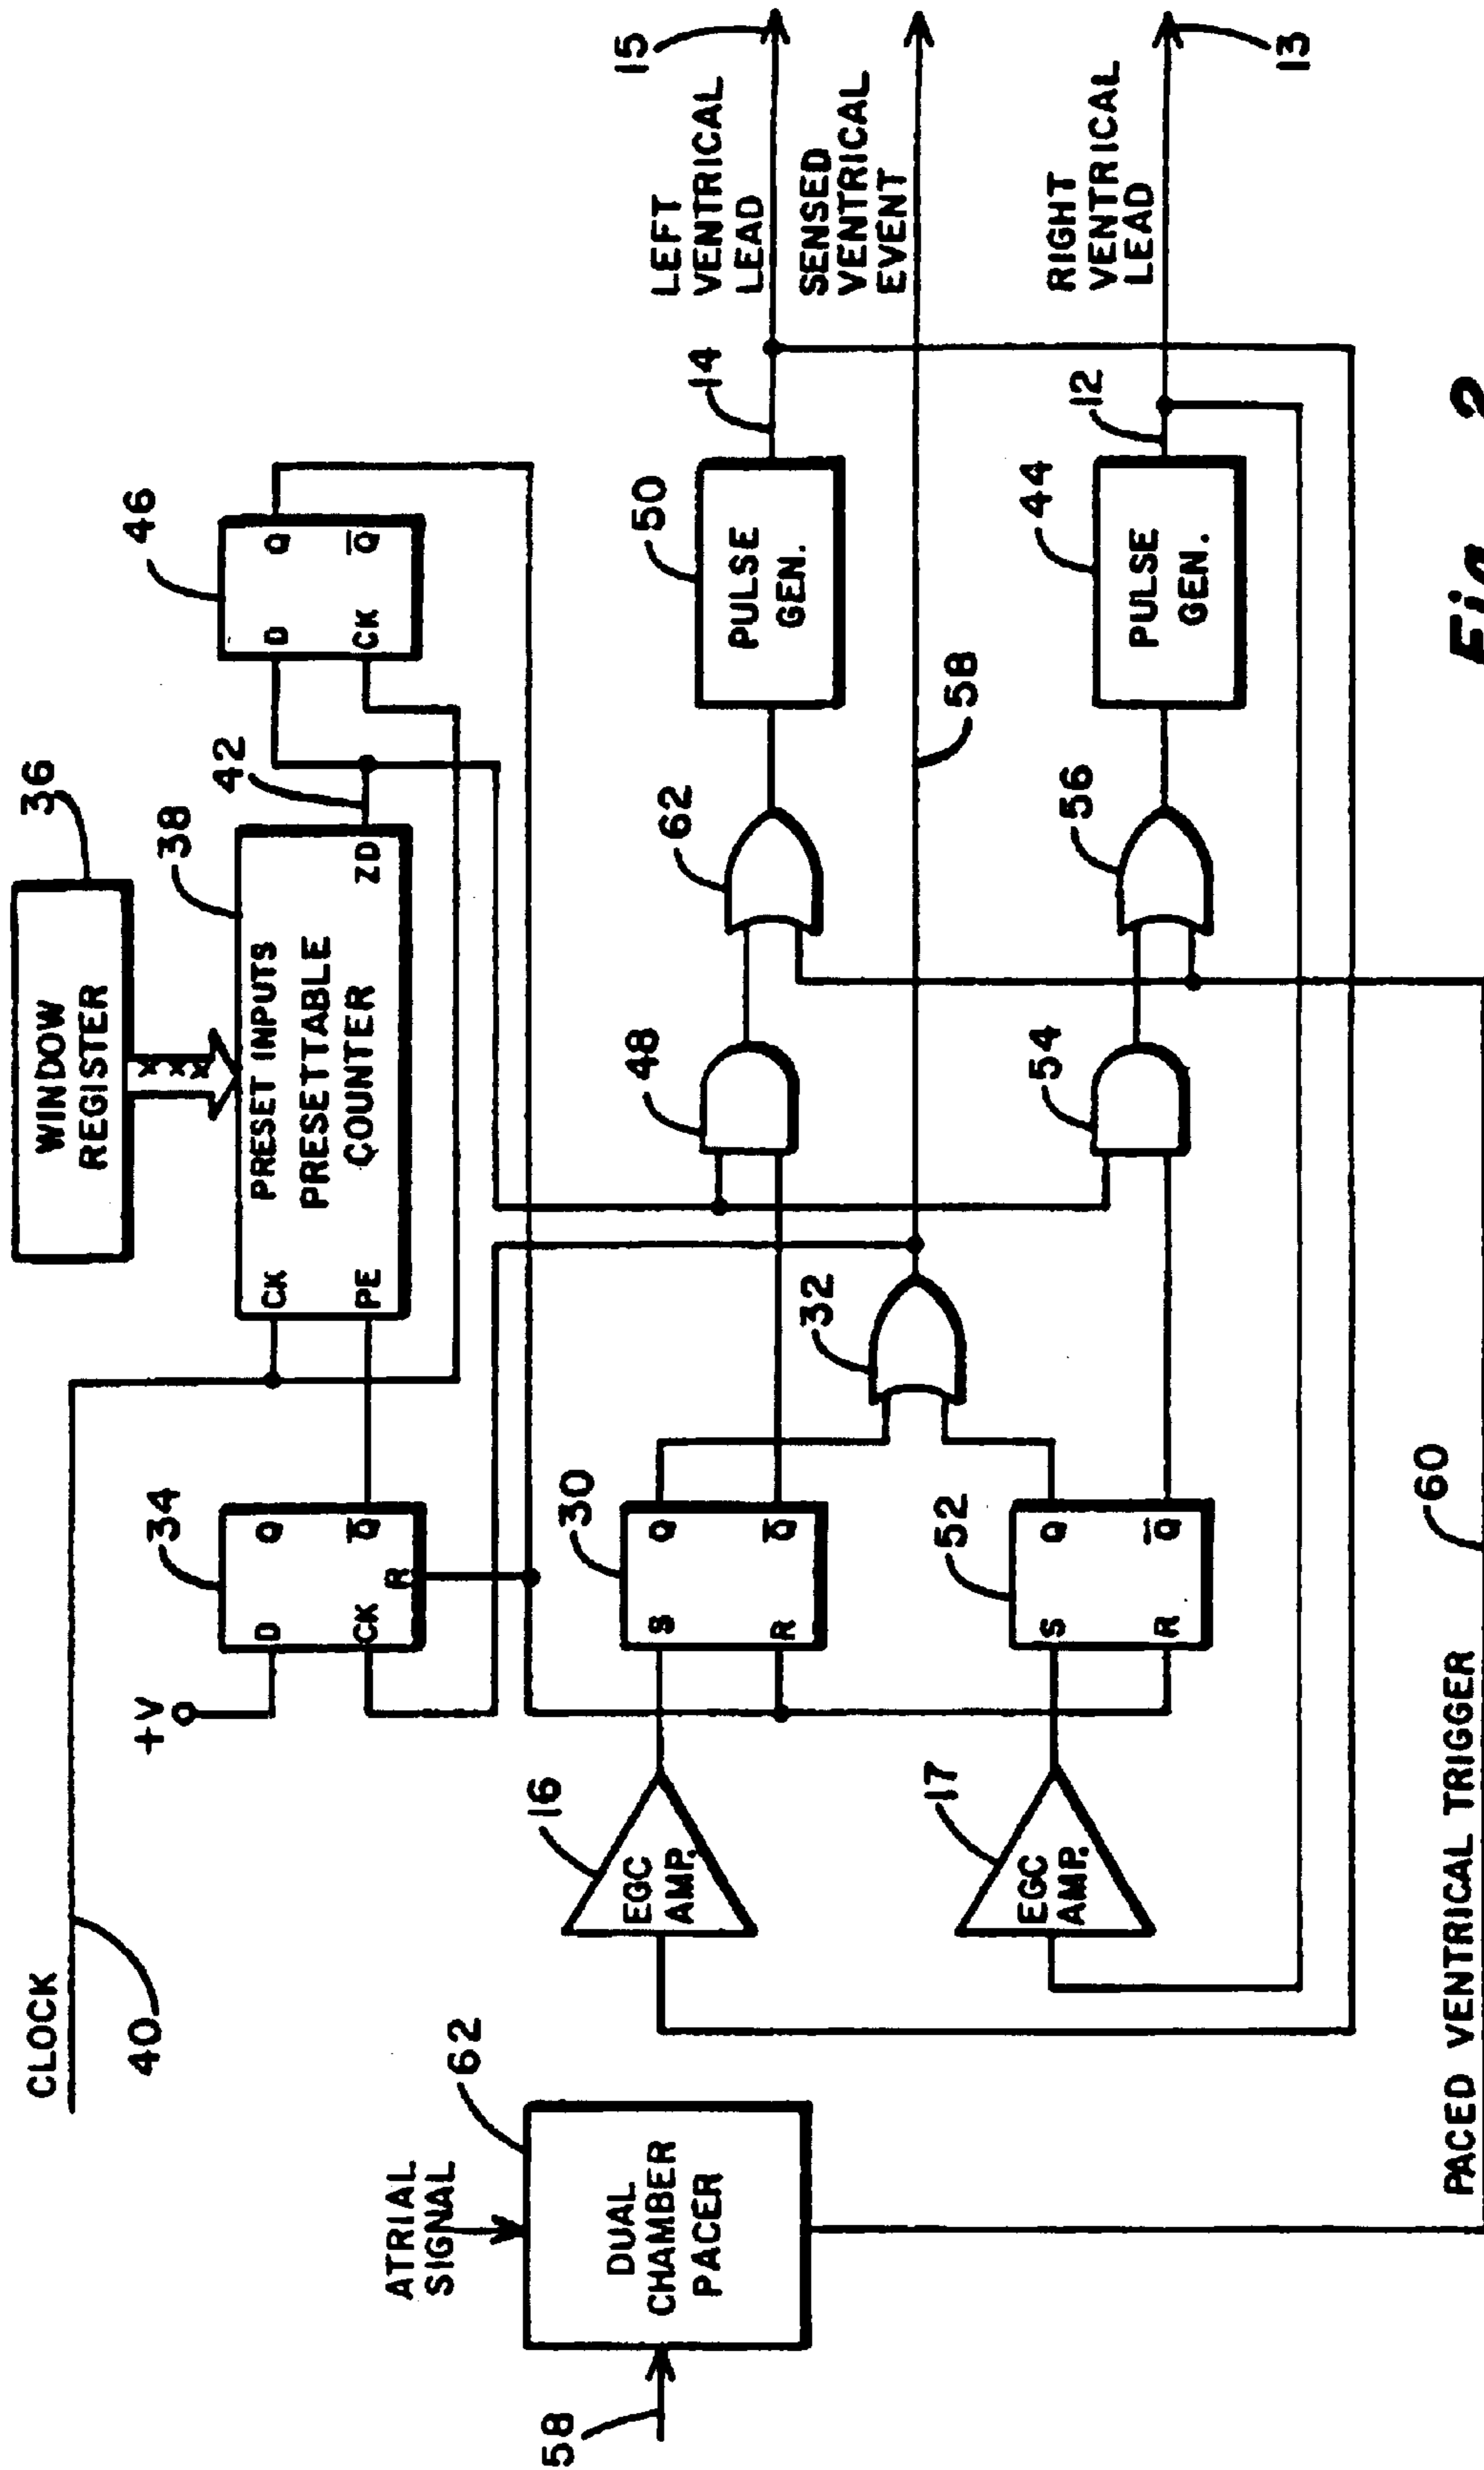 CLOCK
40
+V
34
D
Q
CK
Q
R
WINDOW
REGISTER
36
38
PRESET INPUTS
CK
PRESETTABLE
COUNTER
PE
ZD
42
46
D
Q
CK
Q
ATRIAL
SIGNAL
62
DUAL
CHAMBER
PACER
58
16
EGC
AMP.
30
S
Q
R
Q
32
48
62
50
PULSE
GEN.
14
LEFT
VENTRICAL
LEAD
15
58
SENSED
VENTRICAL
EVENT
17
EGC
AMP.
52
S
Q
R
Q
54
56
44
PULSE
GEN.
12
RIGHT
VENTRICAL
LEAD
13
PACED VENTRICAL TRIGGER
60
Fig. 2